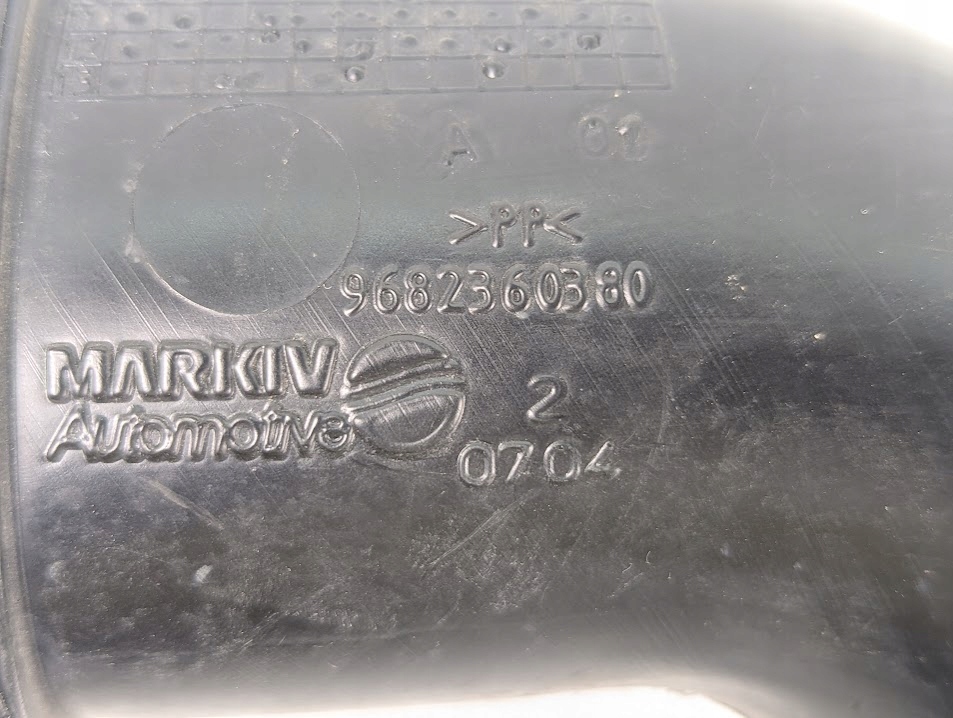 A
>PP<
9682360380
MARKIV
Automotive
2
0704